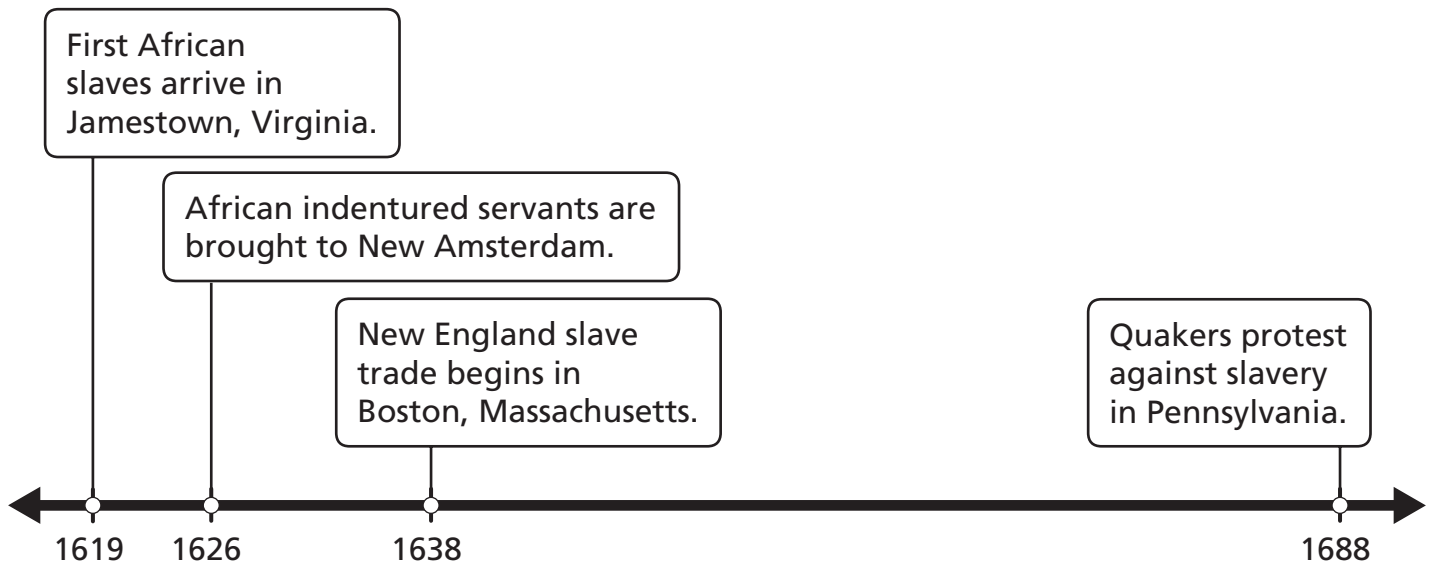 First African
slaves arrive in
Jamestown, Virginia.
African indentured servants are
brought to New Amsterdam.
New England slave
trade begins in
Boston, Massachusetts.
Quakers protest
against slavery
in Pennsylvania.
1619
1626
1638
1688